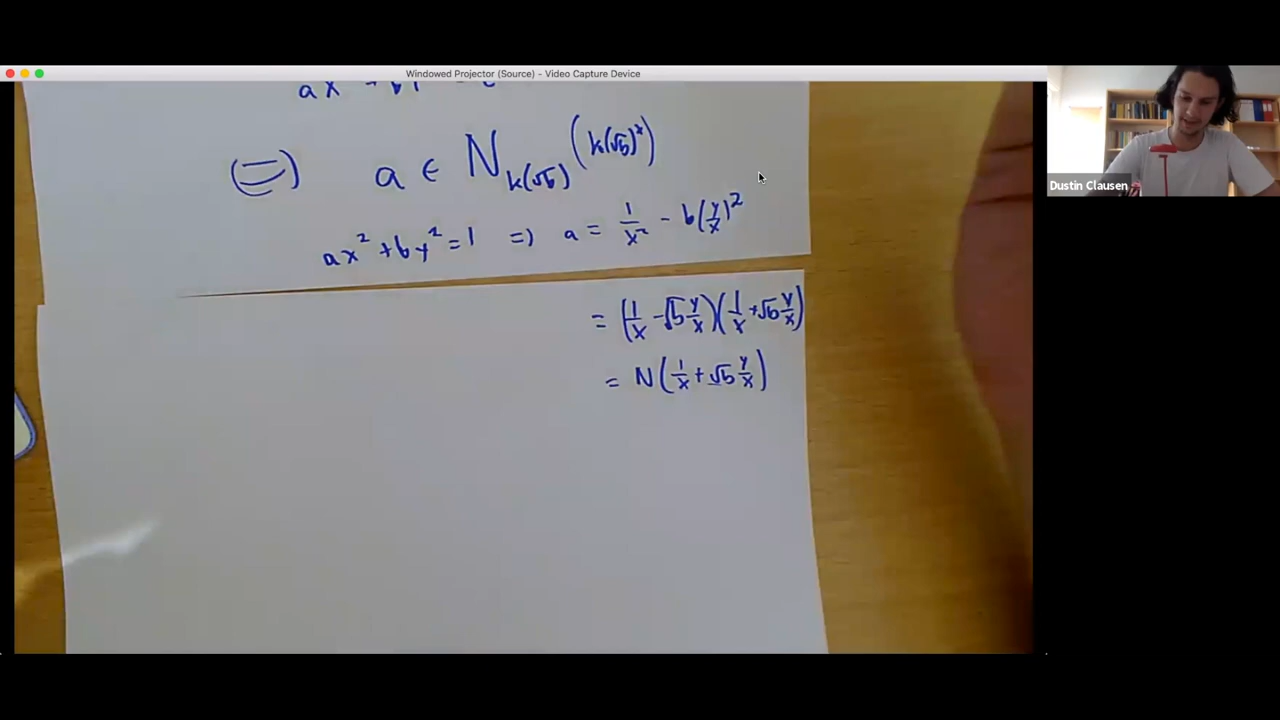 Windowed Projector (Source) - Video Capture Device
(=) a ∈ N_{k(√b)} (k(√b)^x)
ax² + by² = 1 => a = 1/x² - b(y/x)²
= (1/x - √b y/x)(1/x + √b y/x)
= N(1/x + √b y/x)
Dustin Clausen